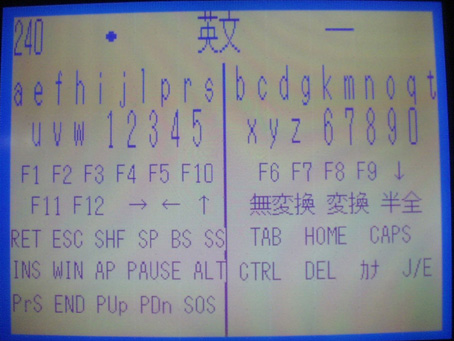 240 ● 英文 ―
a e f h i j l p r s b c d g k m n o q t
u v w 1 2 3 4 5 x y z 6 7 8 9 0
F1 F2 F3 F4 F5 F10 F6 F7 F8 F9 ↓
F11 F12 → ← ↑ 無変換 変換 半全
RET ESC SHF SP BS SS TAB HOME CAPS
INS WIN AP PAUSE ALT CTRL DEL カナ J/E
PrS END PUp PDn SOS